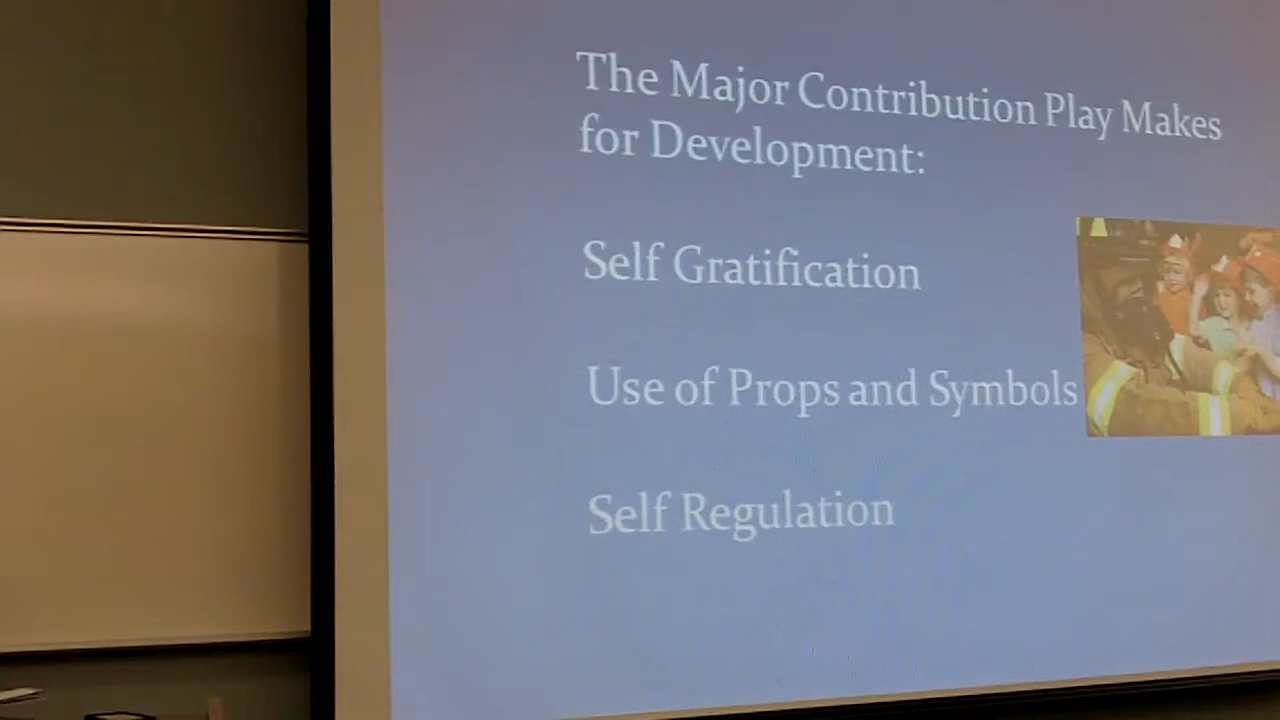 The Major Contribution Play Makes
for Development:
Self Gratification
Use of Props and Symbols
Self Regulation